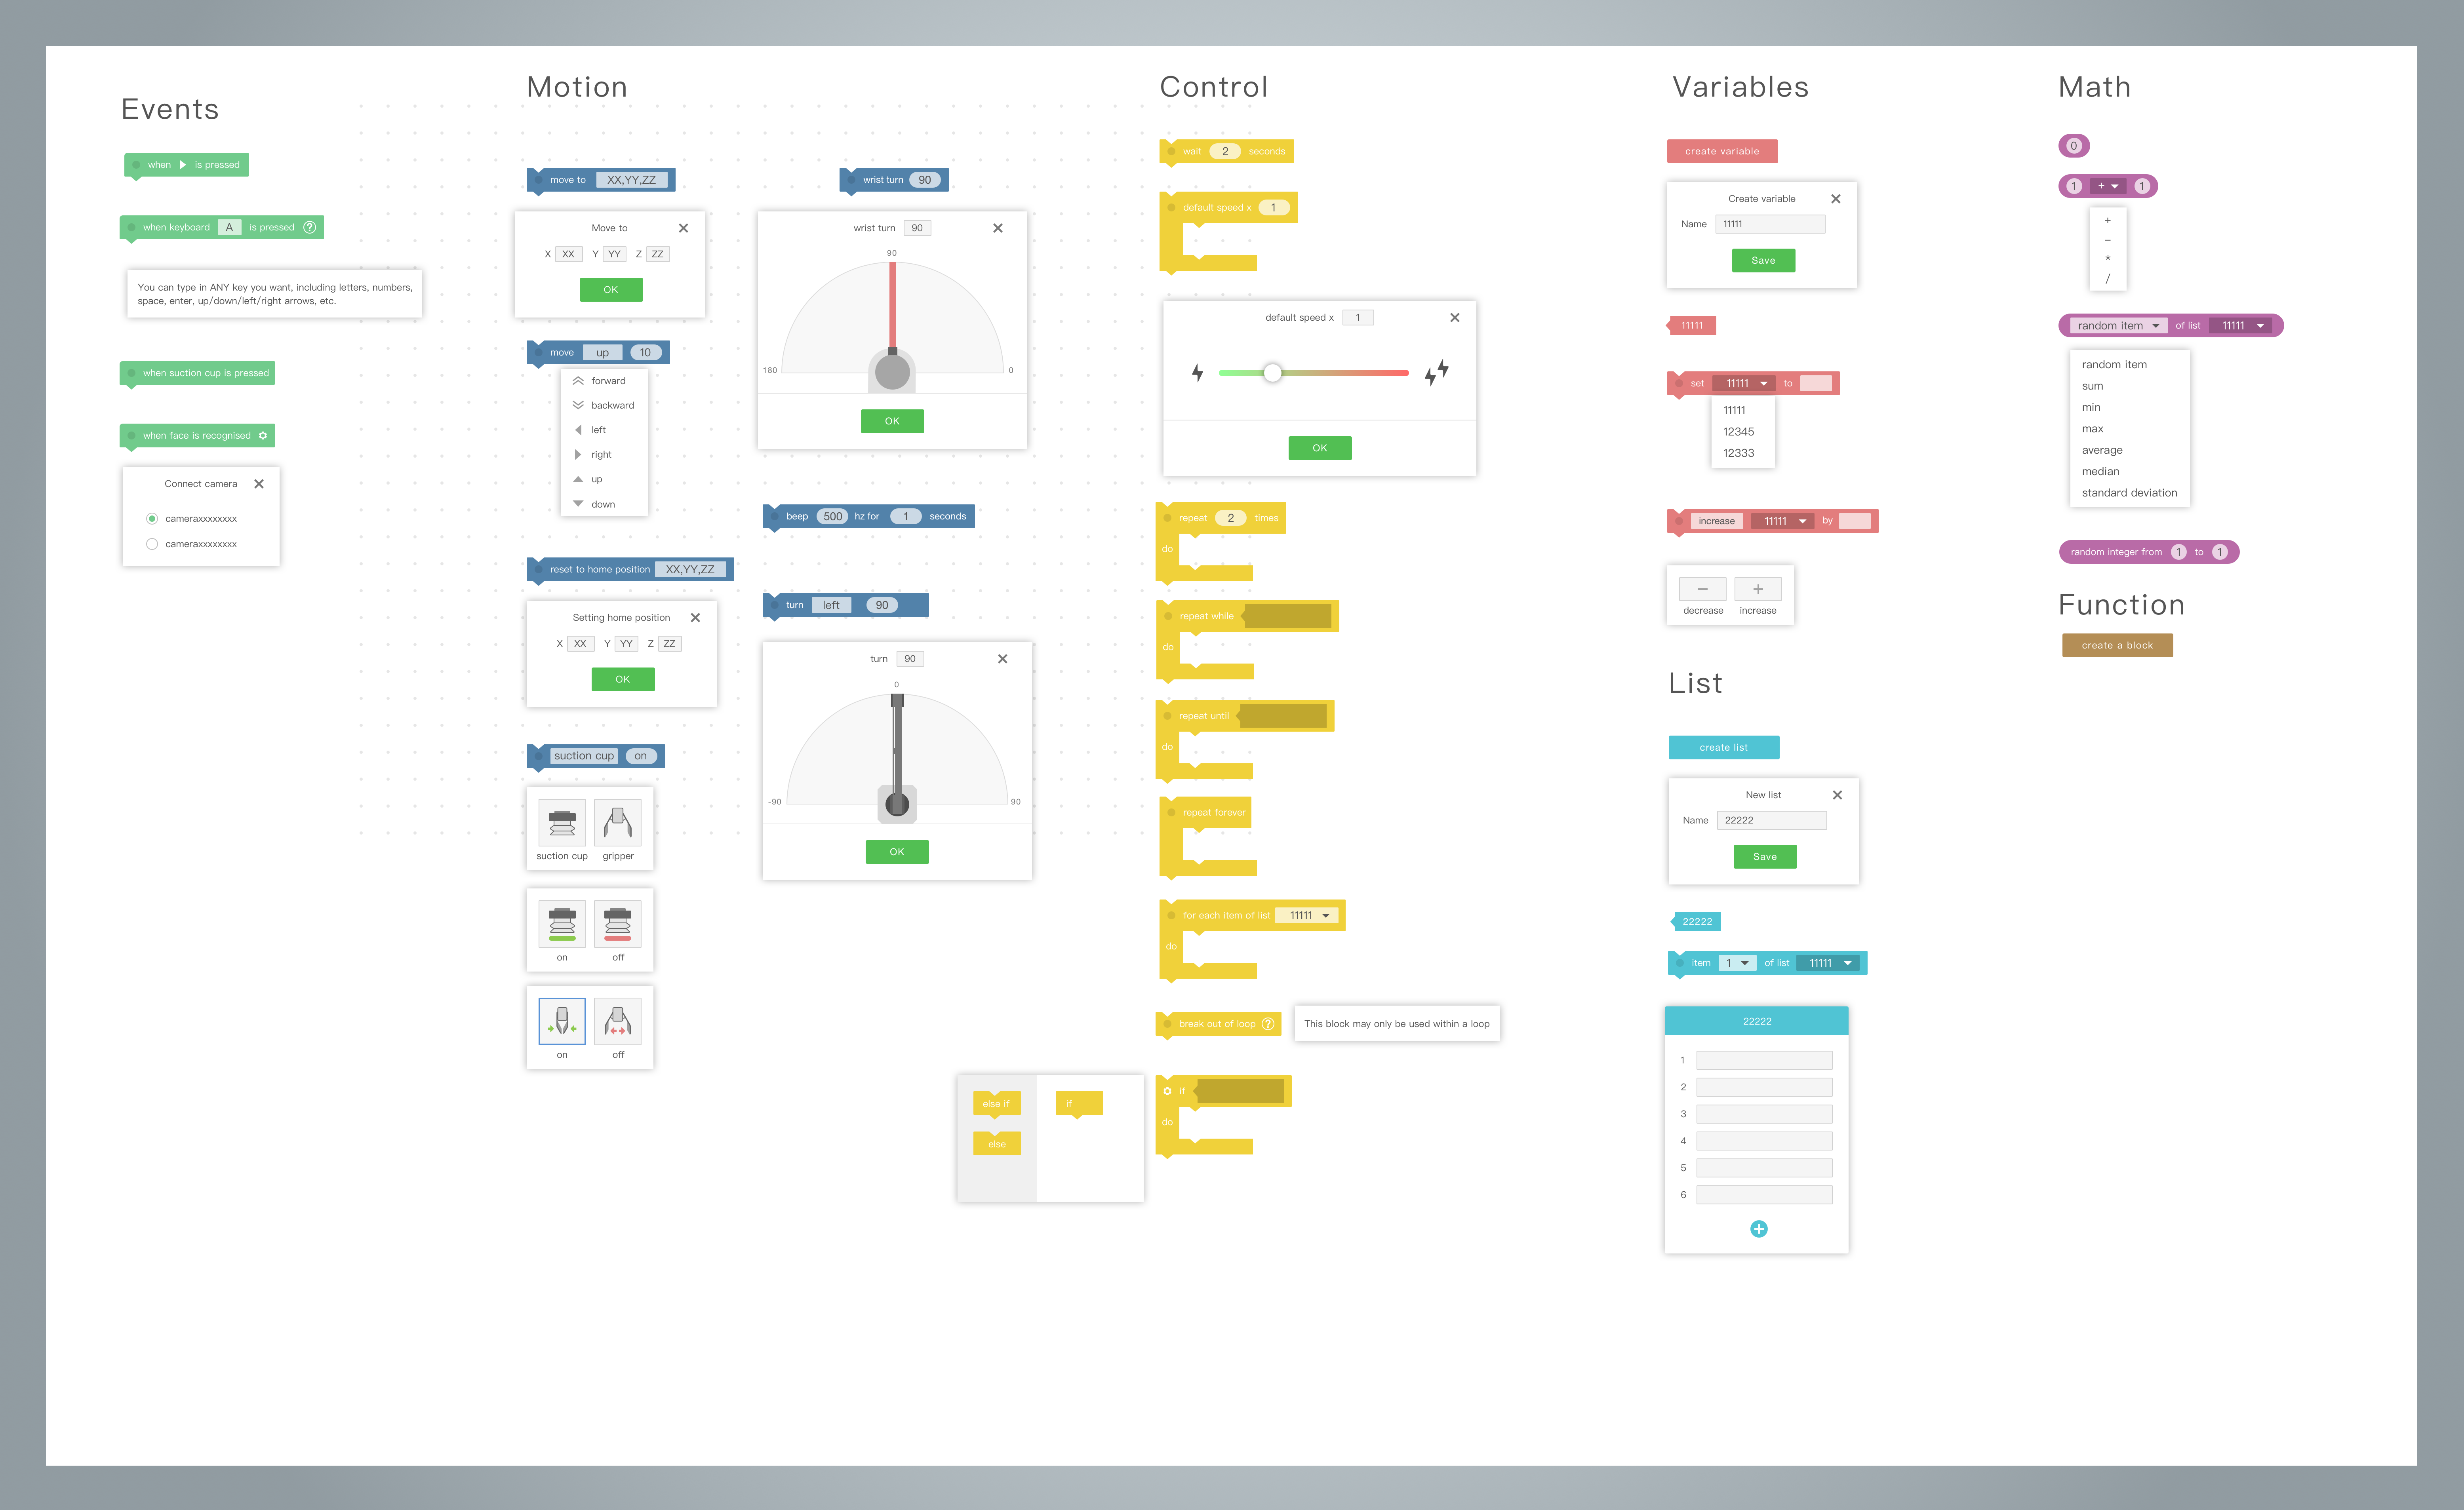 Events
when is pressed
when keyboard A is pressed ?
You can type in ANY key you want, including letters, numbers,
space, enter, up/down/left/right arrows, etc.
when suction cup is pressed
when face is recognised
Connect camera
cameraxxxxxxxx
cameraxxxxxxxx
Motion
move to XX,YY,ZZ
Move to
X XX Y YY Z ZZ
OK
move up 10
forward
backward
left
right
up
down
reset to home position XX,YY,ZZ
Setting home position
X XX Y YY Z ZZ
OK
suction cup on
suction cup gripper
on off
on off
wrist turn 90
wrist turn 90
90
180 0
OK
beep 500 hz for 1 seconds
turn left 90
turn 90
0
-90 90
OK
Control
wait 2 seconds
default speed x 1
default speed x 1
OK
repeat 2 times
do
repeat while
do
repeat until
do
repeat forever
for each item of list 11111
do
break out of loop ?
This block may only be used within a loop
else if
else
if
if
do
Variables
create variable
Create variable
Name 11111
Save
11111
set 11111 to
11111
12345
12333
increase 11111 by
− +
decrease increase
List
create list
New list
Name 22222
Save
22222
item 1 of list 11111
22222
1
2
3
4
5
6
+
Math
0
1 + 1
+
−
*
/
random item of list 11111
random item
sum
min
max
average
median
standard deviation
random integer from 1 to 1
Function
create a block